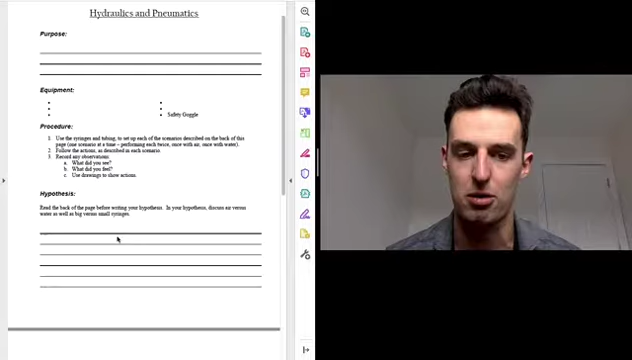 Hydraulics and Pneumatics
Purpose:
Equipment:
Safety Goggle
Procedure:
1. Use the syringes and tubing, to set up each of the scenarios described on the back of this
page (one scenario at a time – performing each twice, once with air, once with water).
2. Follow the actions, as described in each scenario.
3. Record any observations
a. What did you see?
b. What did you feel?
c. Use drawings to show actions.
Hypothesis:
Read the back of the page before writing your hypothesis. In your hypothesis, discuss air versus
water as well as big versus small syringes.